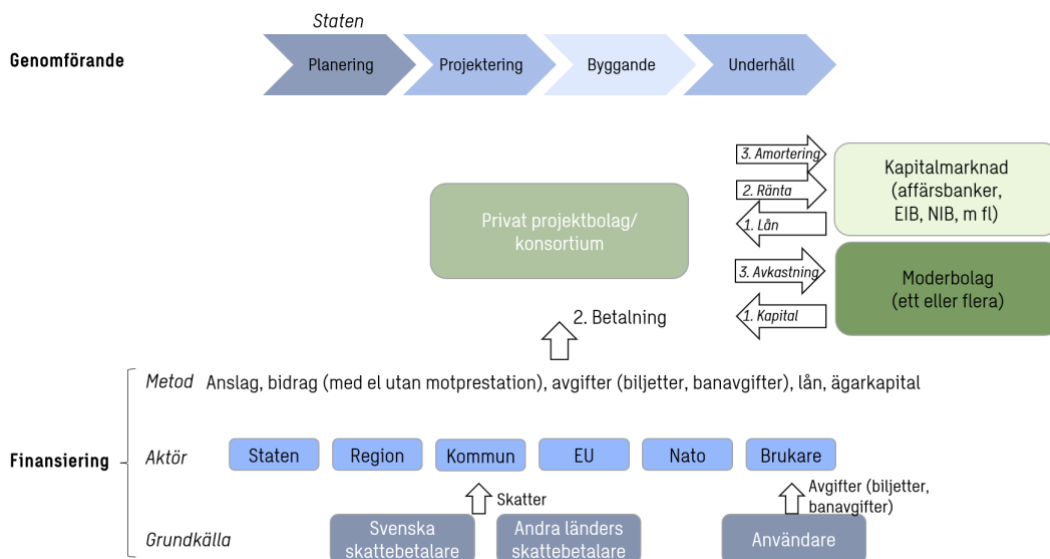 Staten
Genomförande
Planering
Projektering
Byggande
Underhåll
3. Amortering
2. Ränta
1. Lån
Kapitalmarknad
(affärsbanker,
EIB, NIB, m fl)
Privat projektbolag/
konsortium
3. Avkastning
1. Kapital
Moderbolag
(ett eller flera)
2. Betalning
Metod
Anslag, bidrag (med el utan motprestation), avgifter (biljetter, banavgifter), lån, ägarkapital
Finansiering
Aktör
Staten
Region
Kommun
EU
Nato
Brukare
Skatter
Avgifter (biljetter,
banavgifter)
Grundkälla
Svenska
skattebetalare
Andra länders
skattebetalare
Användare